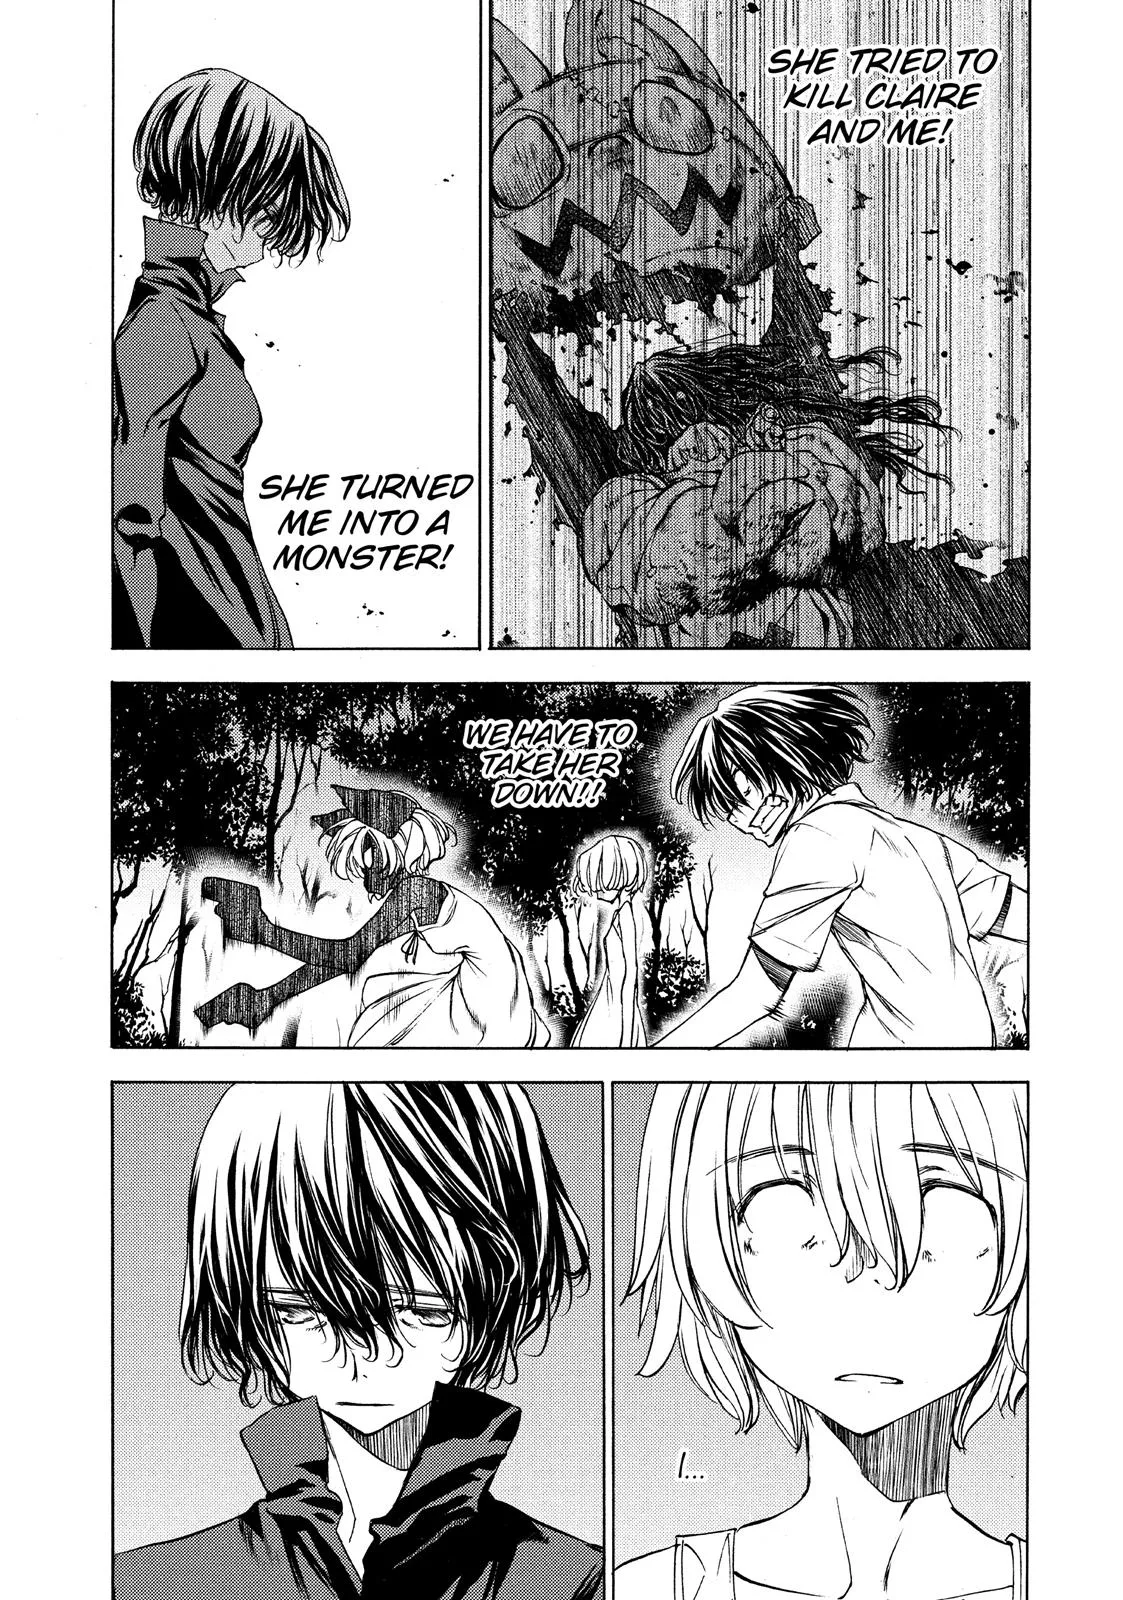 SHE TRIED TO
KILL CLAIRE
AND ME!
SHE TURNED
ME INTO A
MONSTER!
WE HAVE TO
TAKE HER
DOWN!!
I...